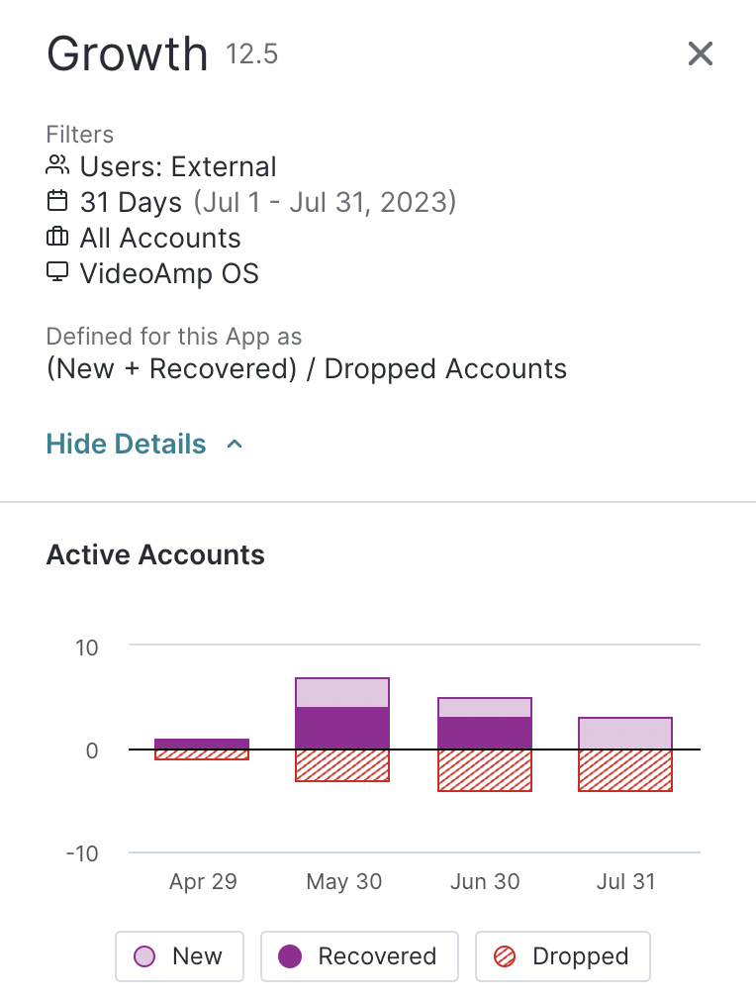 Growth 12.5
Filters
Users: External
31 Days (Jul 1 - Jul 31, 2023)
All Accounts
VideoAmp OS
Defined for this App as
(New + Recovered) / Dropped Accounts
Hide Details
Active Accounts
10
0
-10
Apr 29 May 30 Jun 30 Jul 31
New Recovered Dropped